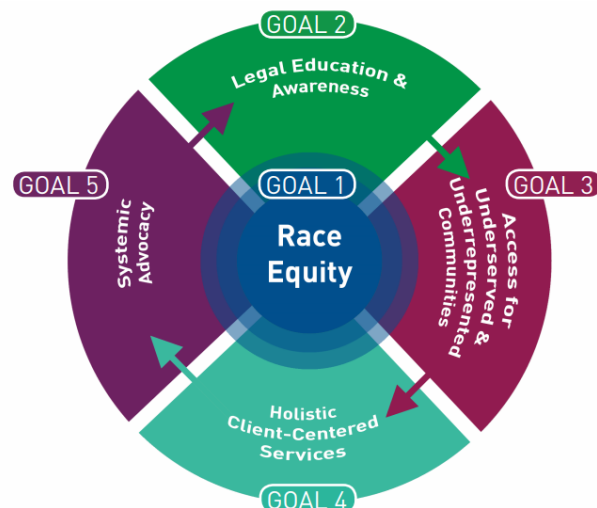 GOAL 2
Legal Education &
Awareness
GOAL 5
Systemic
Advocacy
GOAL 1
Race
Equity
GOAL 3
Access for
Underserved &
Underrepresented
Communities
Holistic
Client-Centered
Services
GOAL 4